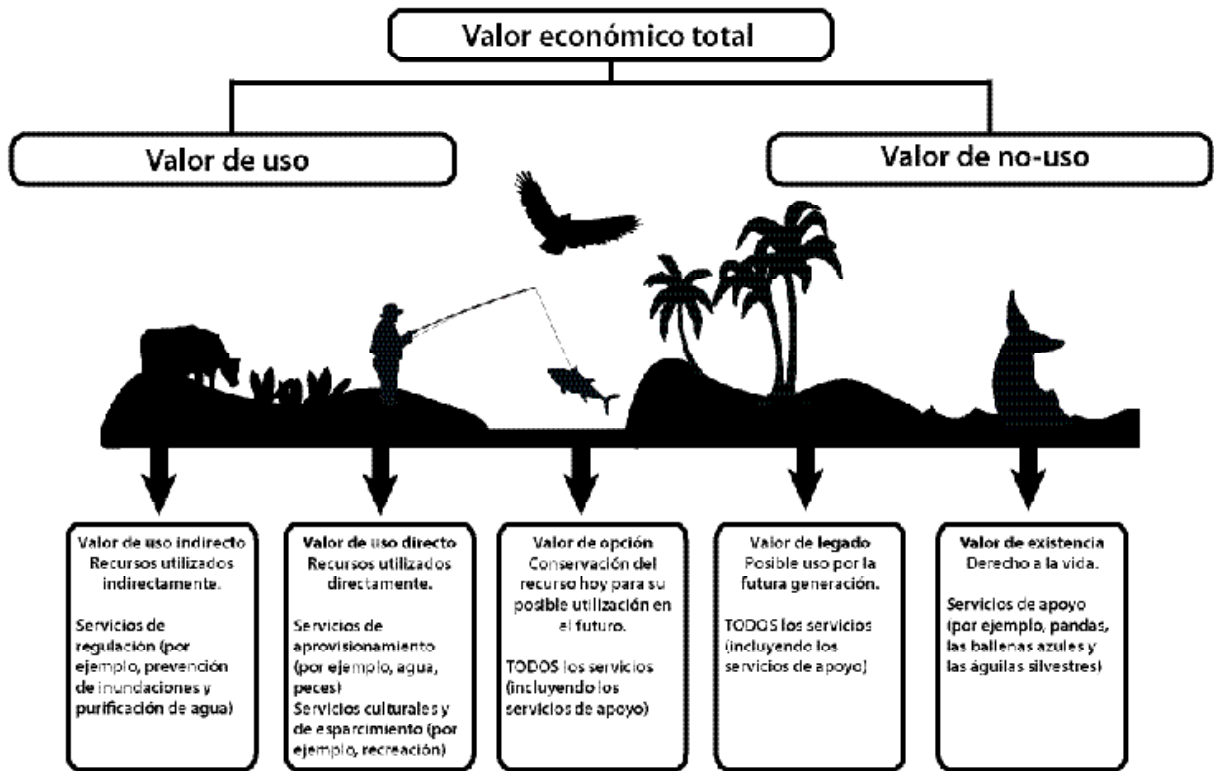 Valor económico total
Valor de uso
Valor de no-uso
Valor de uso indirecto
Recursos utilizados
indirectamente.
Servicios de
regulación (por
ejemplo, prevención
de inundaciones y
purificación de agua)
Valor de uso directo
Recursos utilizados
directamente.
Servicios de
aprovisionamiento
(por ejemplo, agua,
peces)
Servicios culturales y
de esparcimiento (por
ejemplo, recreación)
Valor de opción
Conservación del
recurso hoy para su
posible utilización en
el futuro.
TODOS los servicios
(incluyendo los
servicios de apoyo)
Valor de legado
Posible uso por la
futura generación.
TODOS los servicios
(incluyendo los
servicios de apoyo)
Valor de existencia
Derecho a la vida.
Servicios de apoyo
(por ejemplo, pandas,
las ballenas azules y
las águilas silvestres)